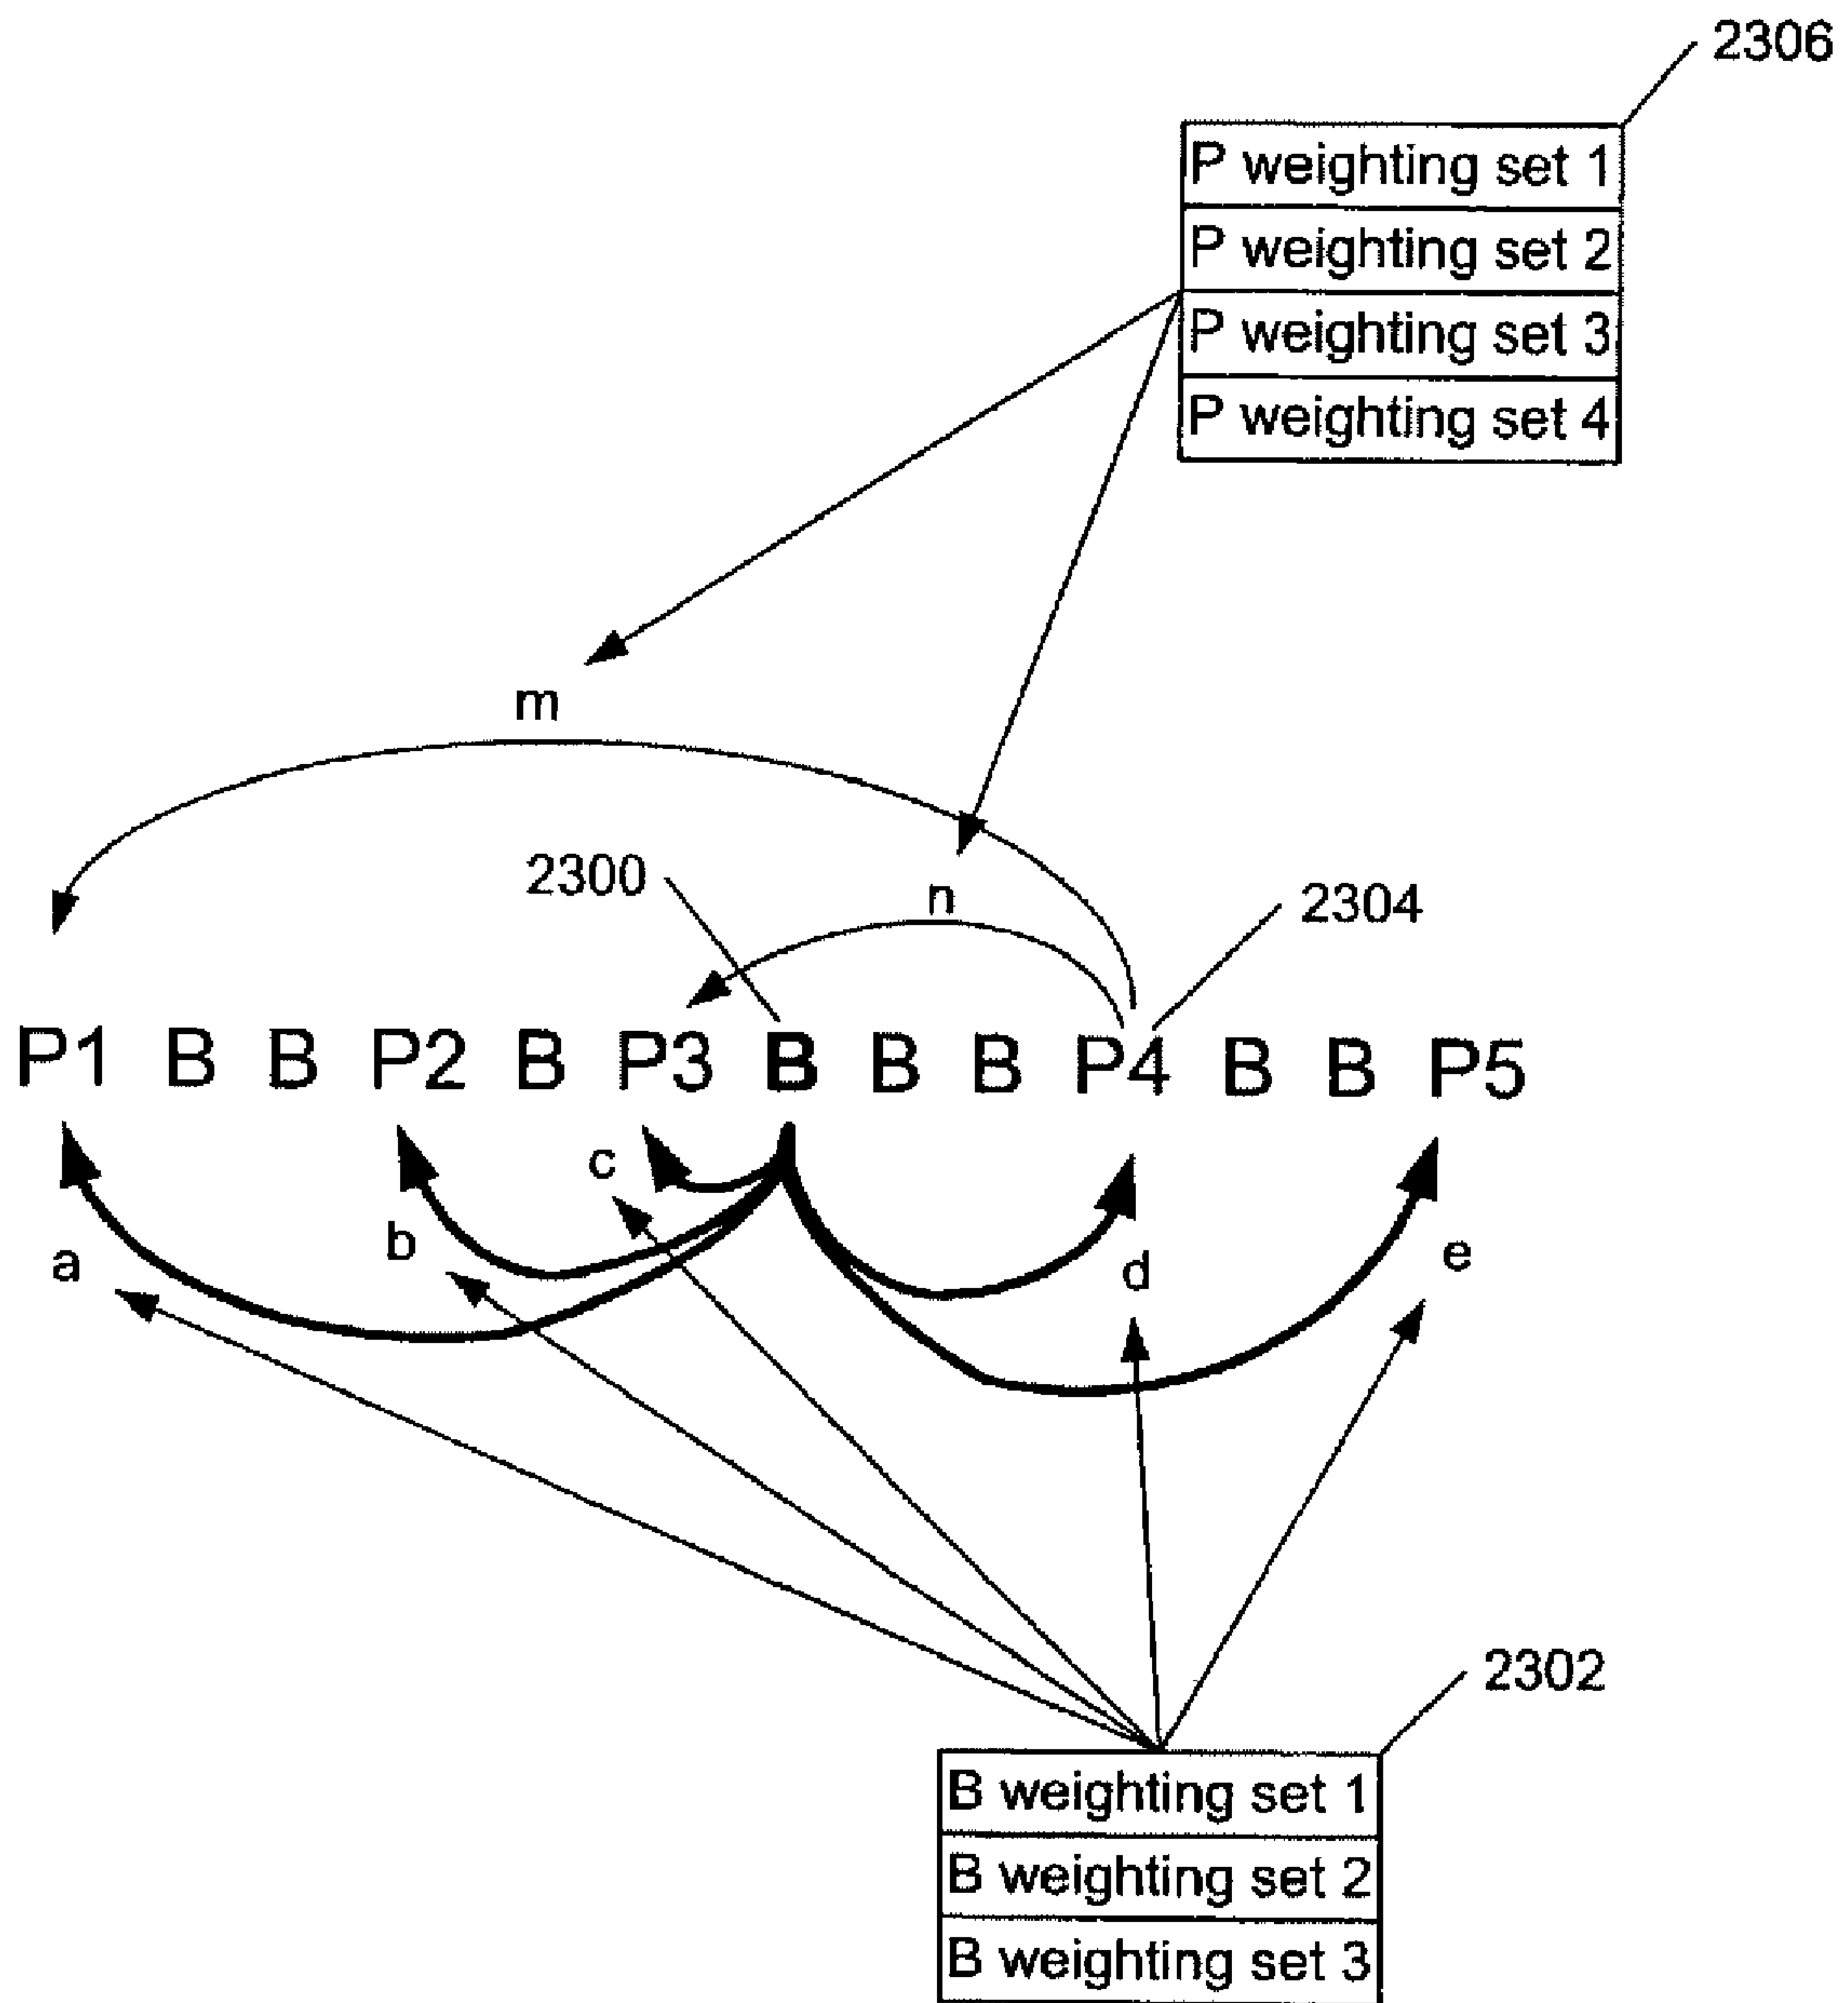 2306
P weighting set 1
P weighting set 2
P weighting set 3
P weighting set 4
m
2300
n
2304
P1 B B P2 B P3 B B B P4 B B P5
c
b
a
d
e
2302
B weighting set 1
B weighting set 2
B weighting set 3